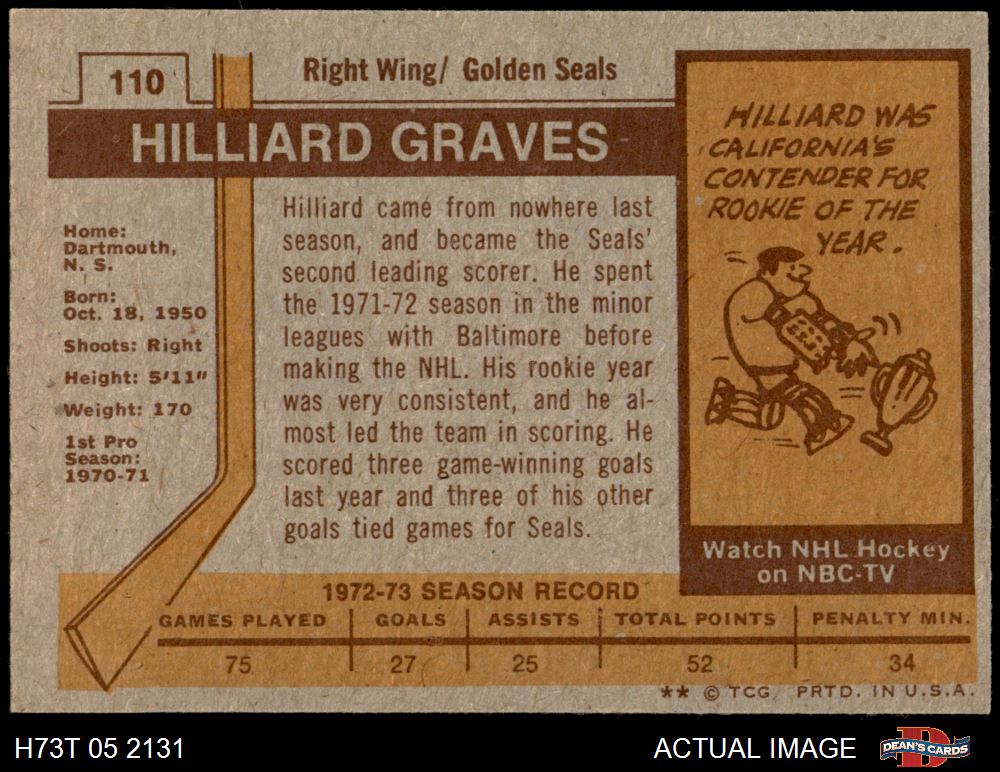 110
Right Wing/ Golden Seals
HILLIARD GRAVES
Home:
Dartmouth,
N. S.
Born:
Oct. 18, 1950
Shoots: Right
Height: 5'11"
Weight: 170
1st Pro
Season:
1970-71
Hilliard came from nowhere last
season, and became the Seals'
second leading scorer. He spent
the 1971-72 season in the minor
leagues with Baltimore before
making the NHL. His rookie year
was very consistent, and he al-
most led the team in scoring. He
scored three game-winning goals
last year and three of his other
goals tied games for Seals.
HILLIARD WAS
CALIFORNIA'S
CONTENDER FOR
ROOKIE OF THE
YEAR.
Watch NHL Hockey
on NBC-TV
1972-73 SEASON RECORD
GAMES PLAYED GOALS ASSISTS TOTAL POINTS PENALTY MIN.
75 27 25 52 34
** © TCG PRTD. IN U.S.A.
H73T 05 2131 ACTUAL IMAGE DEAN'S CARDS